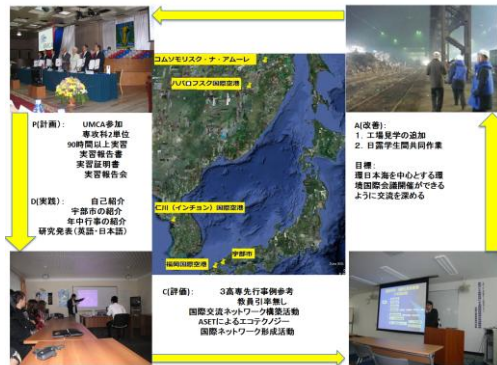 コムソモリスク・ナ・アムーレ
ハバロフスク国際空港
仁川(インチョン)国際空港
宇部市
福岡国際空港
P(計画): UMCA参加
専攻科2単位
90時間以上実習
実習報告書
実習証明書
実習報告会
D(実践): 自己紹介
宇部市の紹介
年中行事の紹介
研究発表(英語・日本語)
C(評価): 3高専先行事例参考
教員引率無し
国際交流ネットワーク構築活動
ASETによるエコテクノジー
国際ネットワーク形成活動
A(改善):
1. 工場見学の追加
2. 日露学生間共同作業
目標:
環日本海を中心とする環
境国際会議開催ができる
ように交流を深める